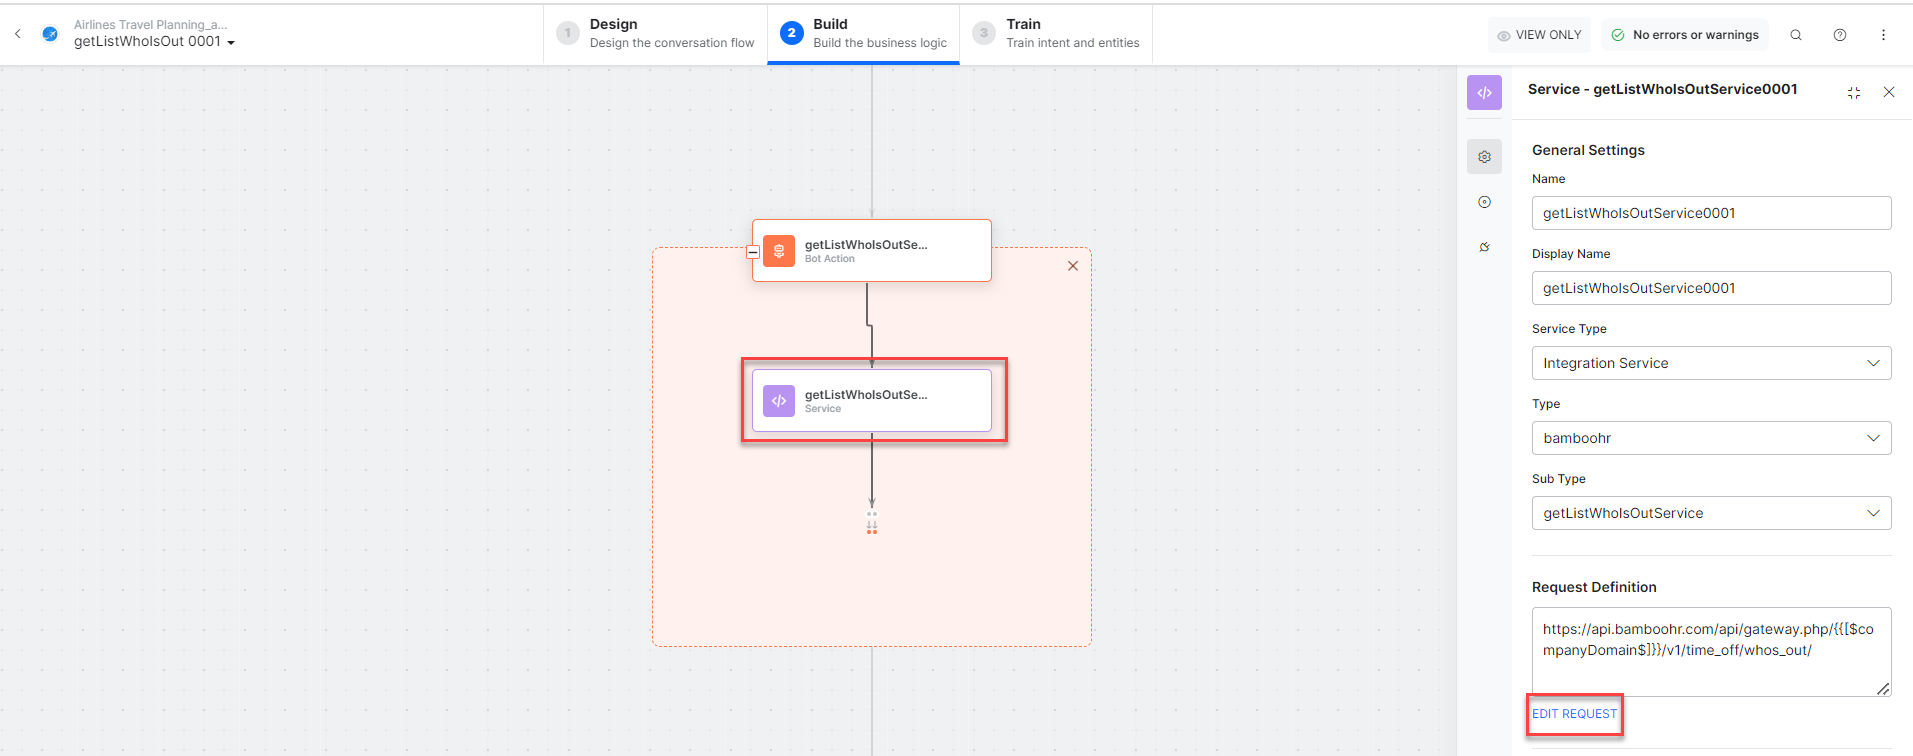 Airlines Travel Planning_a...
getListWhoIsOut 0001
1
Design
Design the conversation flow
2
Build
Build the business logic
3
Train
Train intent and entities
VIEW ONLY
No errors or warnings
getListWhoIsOutSe...
Bot Action
getListWhoIsOutSe...
Service
Service - getListWhoIsOutService0001
General Settings
Name
getListWhoIsOutService0001
Display Name
getListWhoIsOutService0001
Service Type
Integration Service
Type
bamboohr
Sub Type
getListWhoIsOutService
Request Definition
https://api.bamboohr.com/api/gateway.php/{{[$co
mpanyDomain$]}}/v1/time_off/whos_out/
EDIT REQUEST